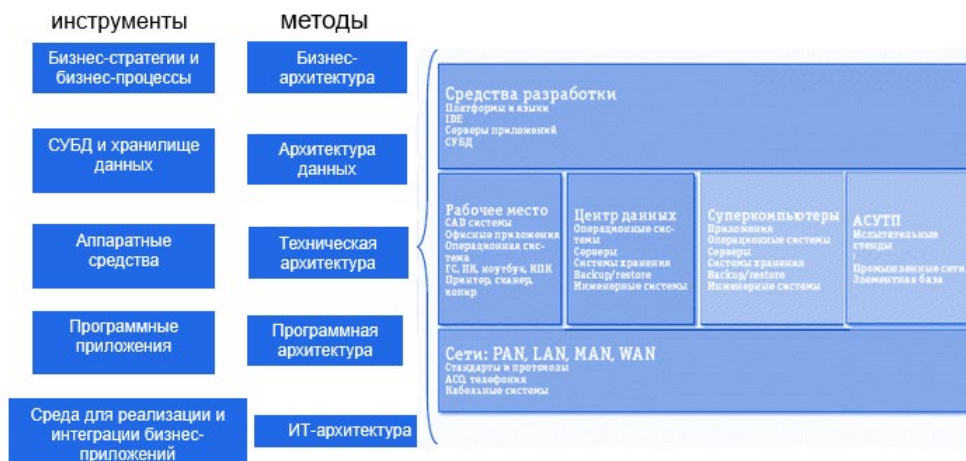 инструменты
методы
Бизнес-стратегии и
бизнес-процессы
Бизнес-
архитектура
СУБД и хранилище
данных
Архитектура
данных
Аппаратные
средства
Техническая
архитектура
Программные
приложения
Программная
архитектура
Среда для реализации и
интеграции бизнес-
приложений
ИТ-архитектура
Средства разработки
Платформы и языки
IDE
Серверы приложений
СУБД
Рабочее место
CAD системы
Офисные приложения
Операционная сис-
тема
ГС, ПК, ноутбук, КПК
Принтер, сканер,
копир
Центр данных
Операционные сис-
темы
Серверы
Системы хранения
Backup/restore
Инженерные системы
Суперкомпьютеры
Приложения
Операционные системы
Серверы
Системы хранения
Backup/restore
Инженерные системы
АСУТП
Испытательные
стенды
/
Промышленные сети
Элементная база
Сети: PAN, LAN, MAN, WAN
Стандарты и протоколы
АСО, телефония
Кабельные системы